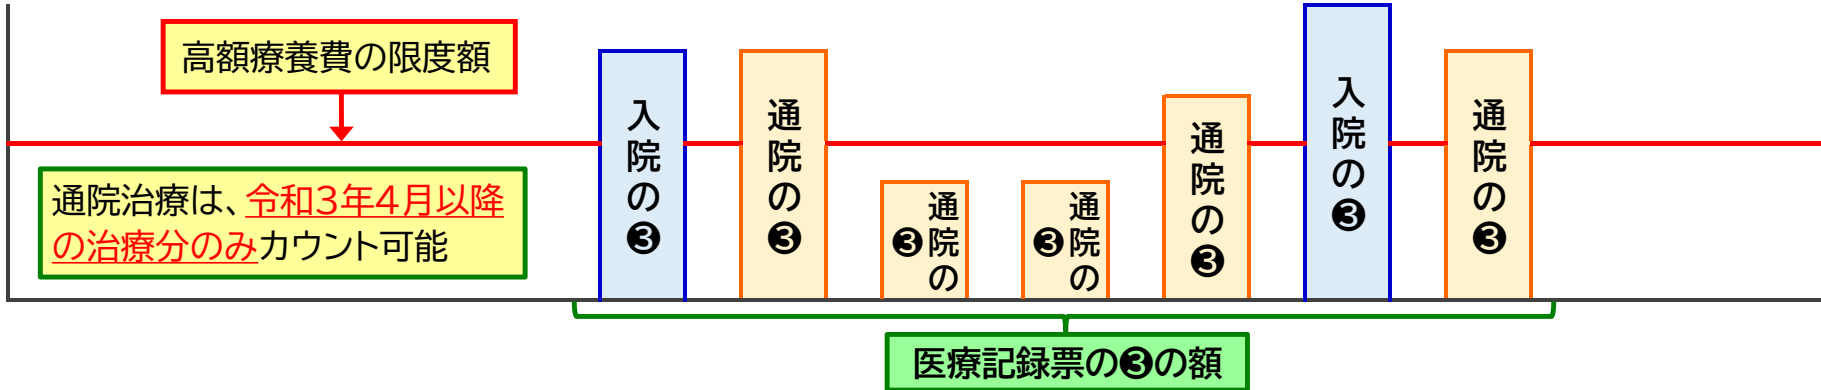 高額療養費の限度額
通院治療は、令和3年4月以降
の治療分のみカウント可能
入院の❸
通院の❸
通院の❸
通院の❸
通院の❸
入院の❸
通院の❸
医療記録票の❸の額